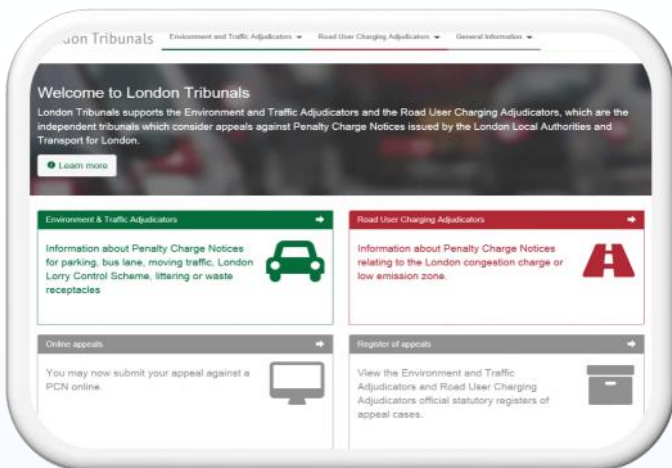 Tribunals Environment and Traffic Adjudicators Road User Charging Adjudicators General Information
Welcome to London Tribunals
London Tribunals supports the Environment and Traffic Adjudicators and the Road User Charging Adjudicators, which are the
independent tribunals which consider appeals against Penalty Charge Notices issued by the London Local Authorities and
Transport for London.
Learn more
Environment & Traffic Adjudicators
Information about Penalty Charge Notices
for parking, bus lane, moving traffic, London
Lorry Control Scheme, littering or waste
receptacles
Road User Charging Adjudicators
Information about Penalty Charge Notices
relating to the London congestion charge or
low emission zone.
Online appeals
You may now submit your appeal against a
PCN online.
Register of appeals
View the Environment and Traffic
Adjudicators and Road User Charging
Adjudicators official statutory registers of
appeal cases.